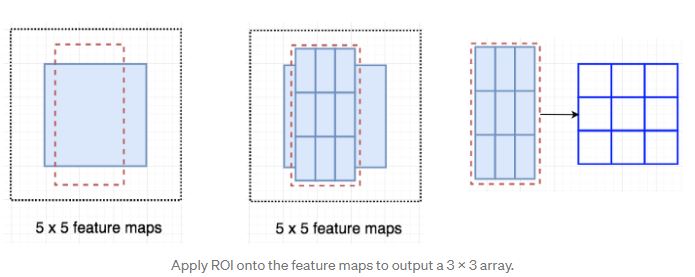 5 x 5 feature maps
5 x 5 feature maps
Apply ROI onto the feature maps to output a 3 × 3 array.